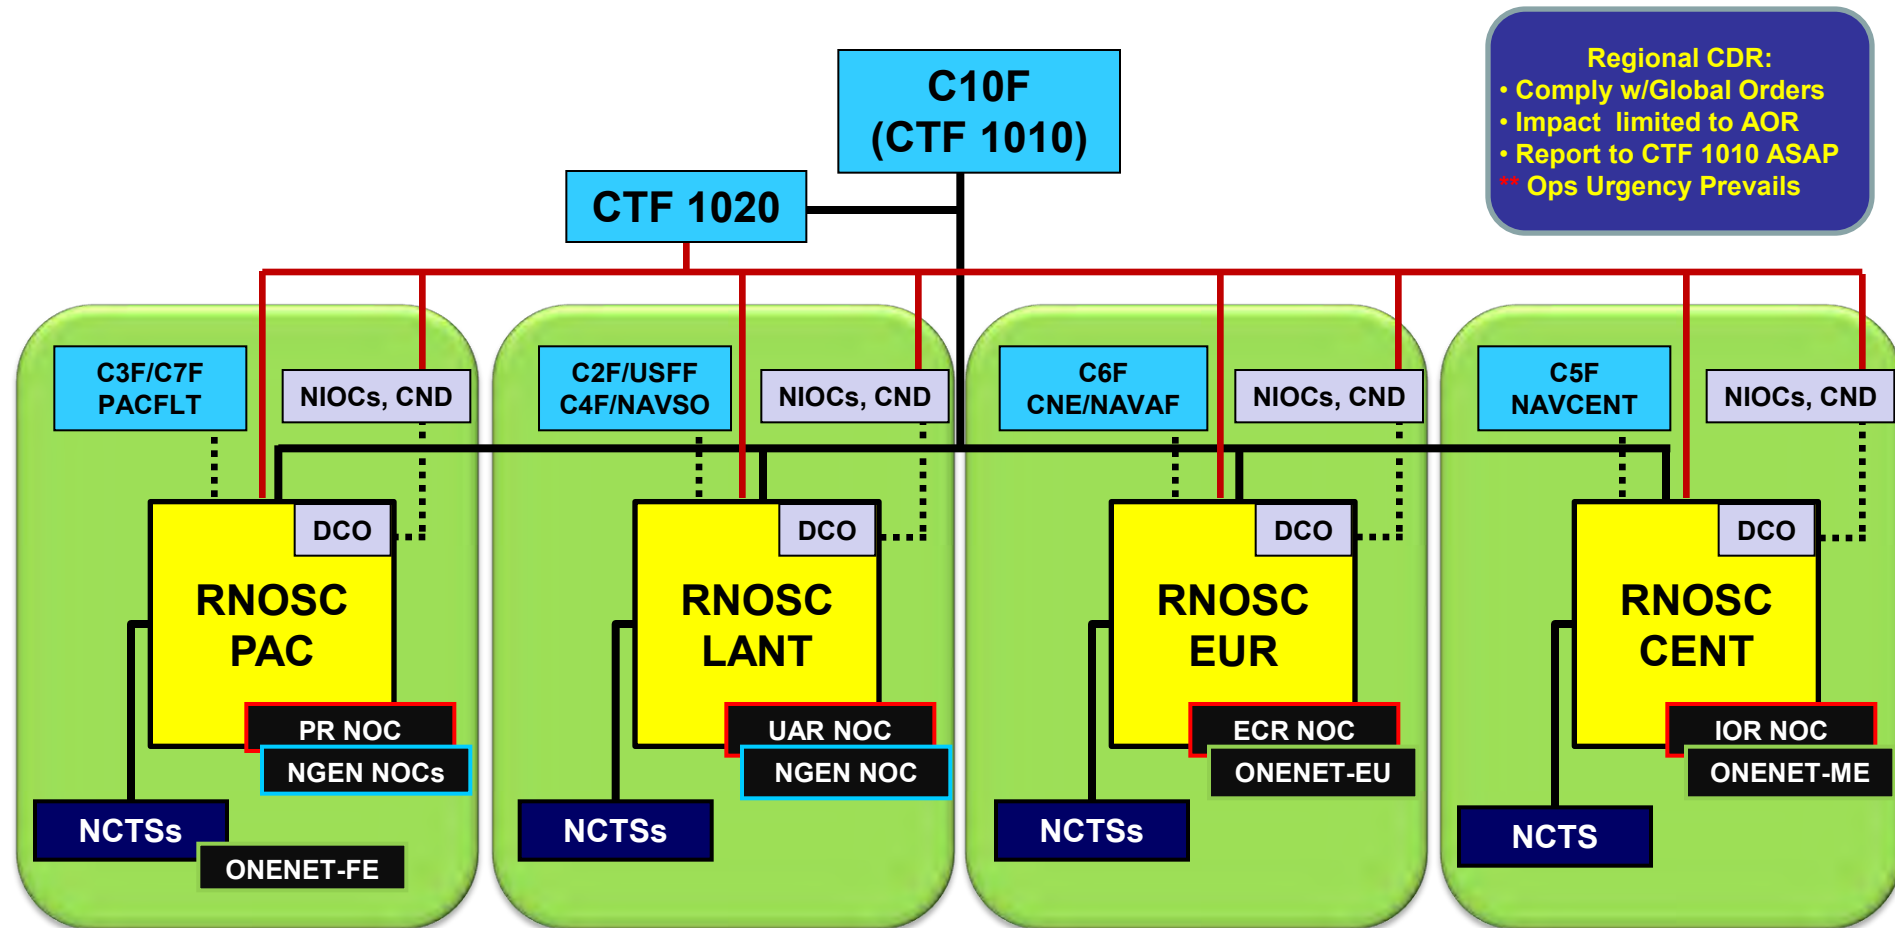 C10F
(CTF 1010)
CTF 1020
Regional CDR:
• Comply w/Global Orders
• Impact limited to AOR
• Report to CTF 1010 ASAP
** Ops Urgency Prevails
C3F/C7F
PACFLT
NIOCs, CND
DCO
RNOSC
PAC
PR NOC
NGEN NOCs
NCTSs
ONENET-FE
C2F/USFF
C4F/NAVSO
NIOCs, CND
DCO
RNOSC
LANT
UAR NOC
NGEN NOC
NCTSs
C6F
CNE/NAVAF
NIOCs, CND
DCO
RNOSC
EUR
ECR NOC
ONENET-EU
NCTSs
C5F
NAVCENT
NIOCs, CND
DCO
RNOSC
CENT
IOR NOC
ONENET-ME
NCTS